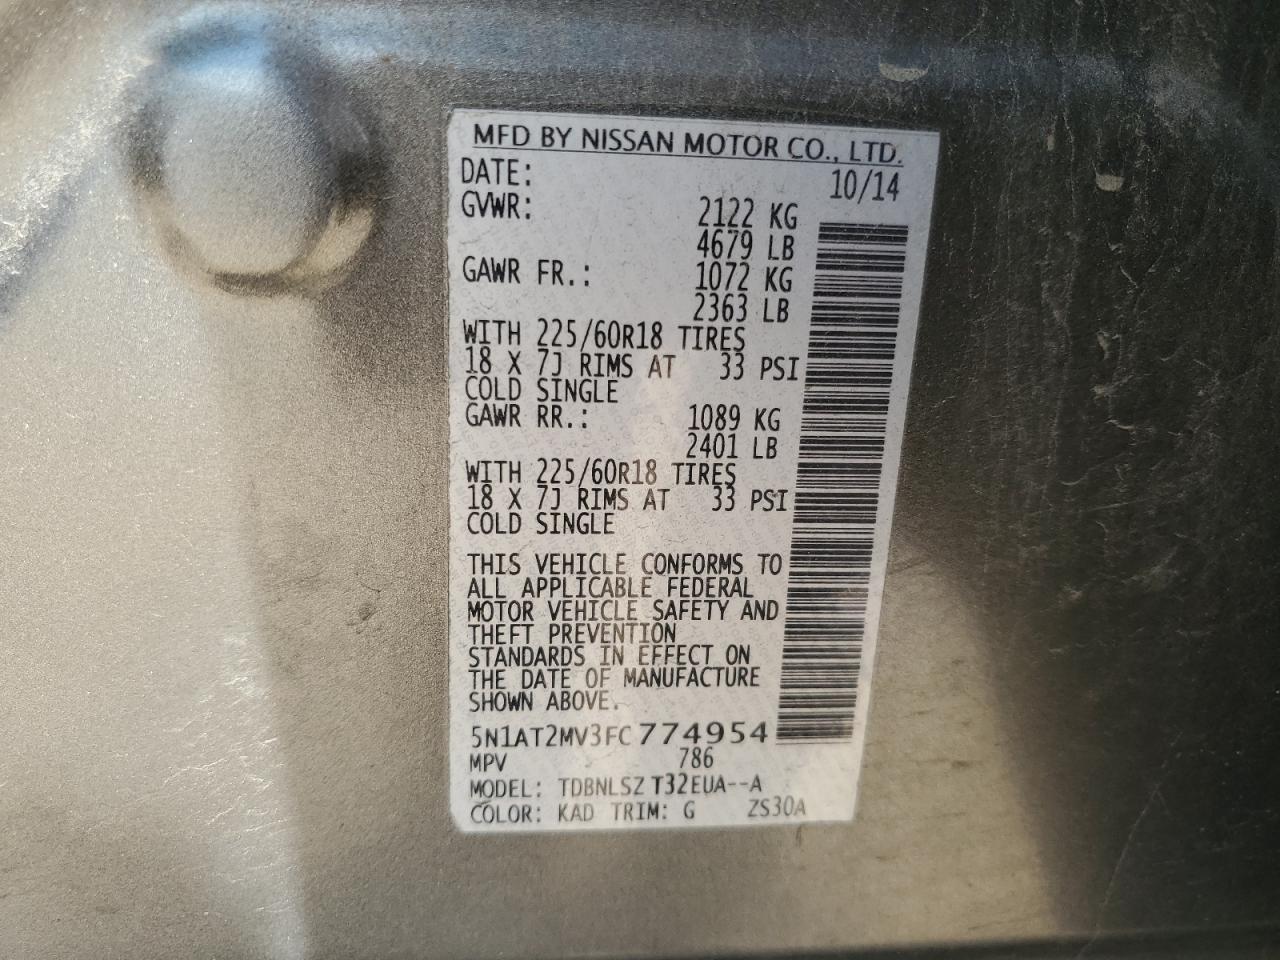 MFD BY NISSAN MOTOR CO., LTD.
DATE: 10/14
GVWR: 2122 KG
4679 LB
GAWR FR.: 1072 KG
2363 LB
WITH 225/60R18 TIRES
18 X 7J RIMS AT 33 PSI
COLD SINGLE
GAWR RR.: 1089 KG
2401 LB
WITH 225/60R18 TIRES
18 X 7J RIMS AT 33 PSI
COLD SINGLE
THIS VEHICLE CONFORMS TO
ALL APPLICABLE FEDERAL
MOTOR VEHICLE SAFETY AND
THEFT PREVENTION
STANDARDS IN EFFECT ON
THE DATE OF MANUFACTURE
SHOWN ABOVE.
5N1AT2MV3FC774954
MPV 786
MODEL: TDBNLSZ T32EUA--A
COLOR: KAD TRIM: G ZS30A